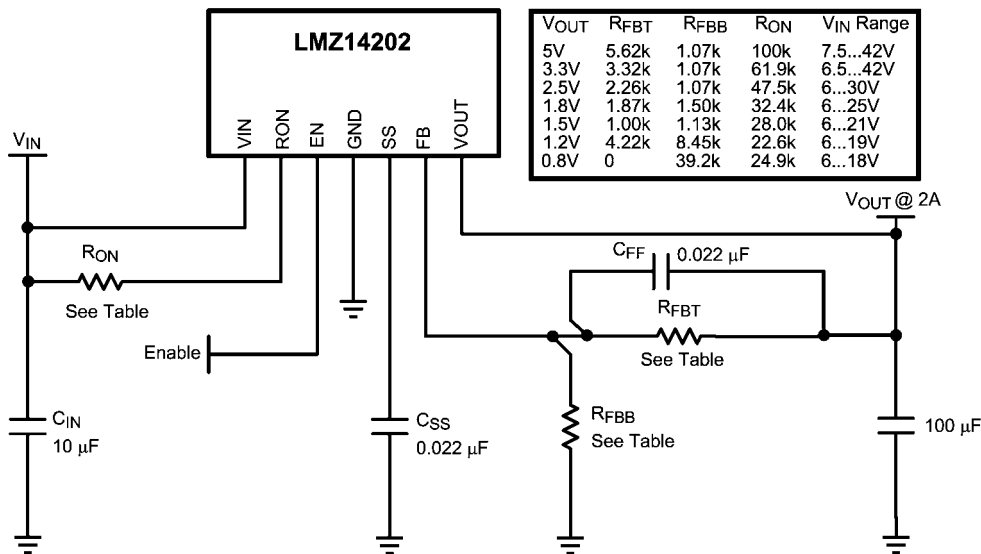 LMZ14202
VIN
RON
EN
GND
SS
FB
VOUT
VOUT RFBT RFBB RON VIN Range
5V 5.62k 1.07k 100k 7.5...42V
3.3V 3.32k 1.07k 61.9k 6.5...42V
2.5V 2.26k 1.07k 47.5k 6...30V
1.8V 1.87k 1.50k 32.4k 6...25V
1.5V 1.00k 1.13k 28.0k 6...21V
1.2V 4.22k 8.45k 22.6k 6...19V
0.8V 0 39.2k 24.9k 6...18V
VIN
VOUT @ 2A
RON
See Table
CFF 0.022 μF
RFBT
See Table
Enable
CIN
10 μF
CSS
0.022 μF
RFBB
See Table
100 μF